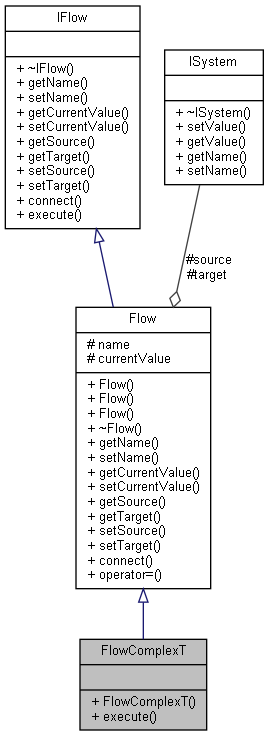 IFlow
+ ~IFlow()
+ getName()
+ setName()
+ getCurrentValue()
+ setCurrentValue()
+ getSource()
+ getTarget()
+ setSource()
+ setTarget()
+ connect()
+ execute()
ISystem
+ ~ISystem()
+ setValue()
+ getValue()
+ getName()
+ setName()
#source
#target
Flow
# name
# currentValue
+ Flow()
+ Flow()
+ Flow()
+ ~Flow()
+ getName()
+ setName()
+ getCurrentValue()
+ setCurrentValue()
+ getSource()
+ getTarget()
+ setSource()
+ setTarget()
+ connect()
+ operator=()
FlowComplexT
+ FlowComplexT()
+ execute()